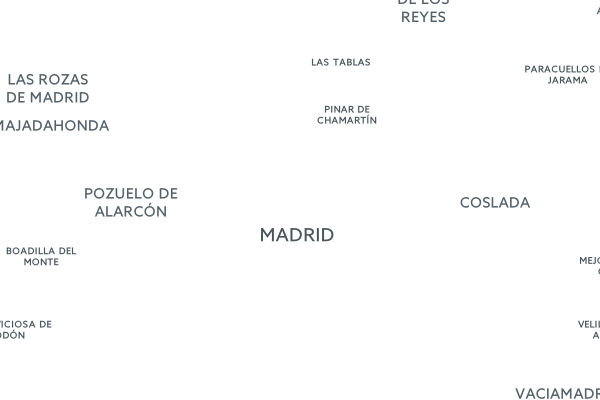 DE LOS
REYES
LAS TABLAS
PARACUELLOS
JARAMA
LAS ROZAS
DE MADRID
MAJADAHONDA
PINAR DE
CHAMARTÍN
POZUELO DE
ALARCÓN
COSLADA
MADRID
BOADILLA DEL
MONTE
DE